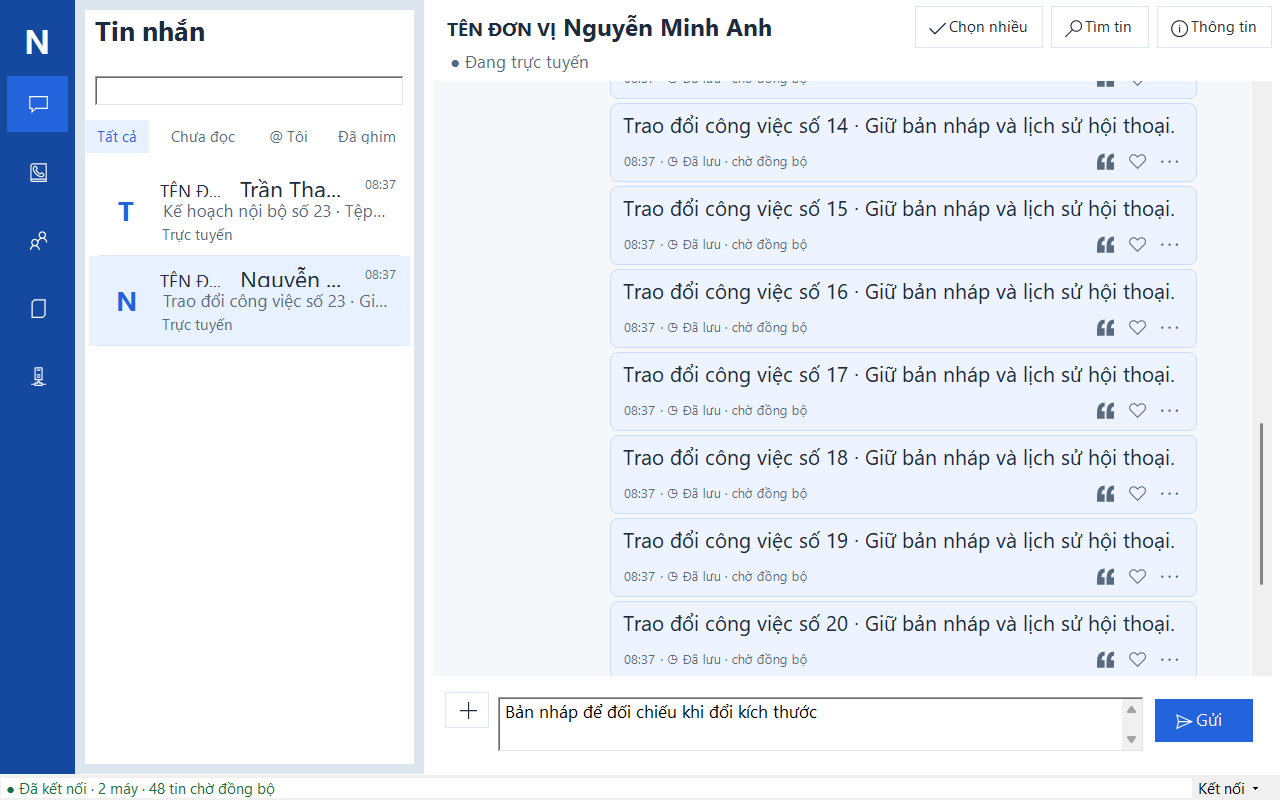 N
Tin nhắn
Tất cả
Chưa đọc
@ Tôi
Đã ghim
T
TÊN Đ... Trần Tha... 08:37
Kế hoạch nội bộ số 23 · Tệp...
Trực tuyến
N
TÊN Đ... Nguyễn ... 08:37
Trao đổi công việc số 23 · Gi...
Trực tuyến
TÊN ĐƠN VỊ Nguyễn Minh Anh
● Đang trực tuyến
Chọn nhiều
Tìm tin
Thông tin
08:37 · ◷ Đã lưu · chờ đồng bộ
Trao đổi công việc số 14 · Giữ bản nháp và lịch sử hội thoại.
08:37 · ◷ Đã lưu · chờ đồng bộ
Trao đổi công việc số 15 · Giữ bản nháp và lịch sử hội thoại.
08:37 · ◷ Đã lưu · chờ đồng bộ
Trao đổi công việc số 16 · Giữ bản nháp và lịch sử hội thoại.
08:37 · ◷ Đã lưu · chờ đồng bộ
Trao đổi công việc số 17 · Giữ bản nháp và lịch sử hội thoại.
08:37 · ◷ Đã lưu · chờ đồng bộ
Trao đổi công việc số 18 · Giữ bản nháp và lịch sử hội thoại.
08:37 · ◷ Đã lưu · chờ đồng bộ
Trao đổi công việc số 19 · Giữ bản nháp và lịch sử hội thoại.
08:37 · ◷ Đã lưu · chờ đồng bộ
Trao đổi công việc số 20 · Giữ bản nháp và lịch sử hội thoại.
08:37 · ◷ Đã lưu · chờ đồng bộ
Bản nháp để đối chiếu khi đổi kích thước
Gửi
● Đã kết nối · 2 máy · 48 tin chờ đồng bộ
Kết nối